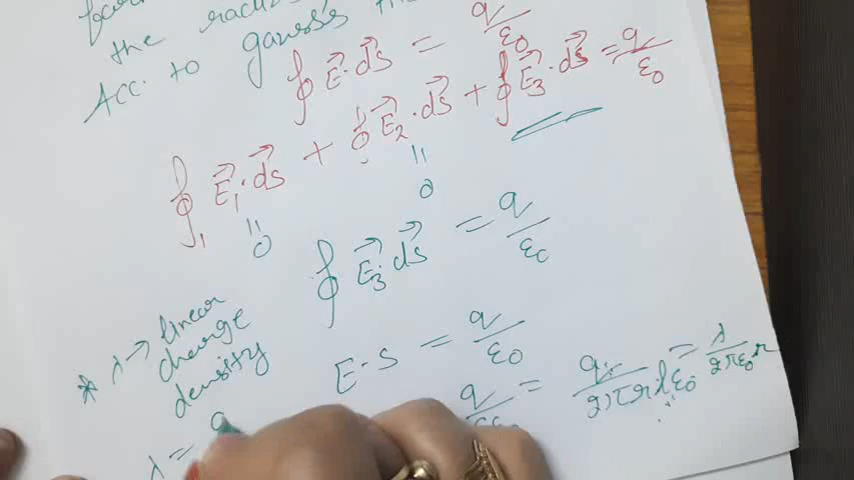 the
Acc. to gauss's
∮ E⃗·ds⃗ = q/ε₀
∮₁ E⃗₁·ds⃗ + ∮ E⃗₂·ds⃗ + ∮ E⃗₃·ds⃗ = q/ε₀
" 0 " 0
∮ E⃗₃·ds⃗ = q/ε₀
* λ → linear
charge
density
E·S = q/ε₀
q/ = q/2πrlε₀ = λ/2πε₀r
λ = q